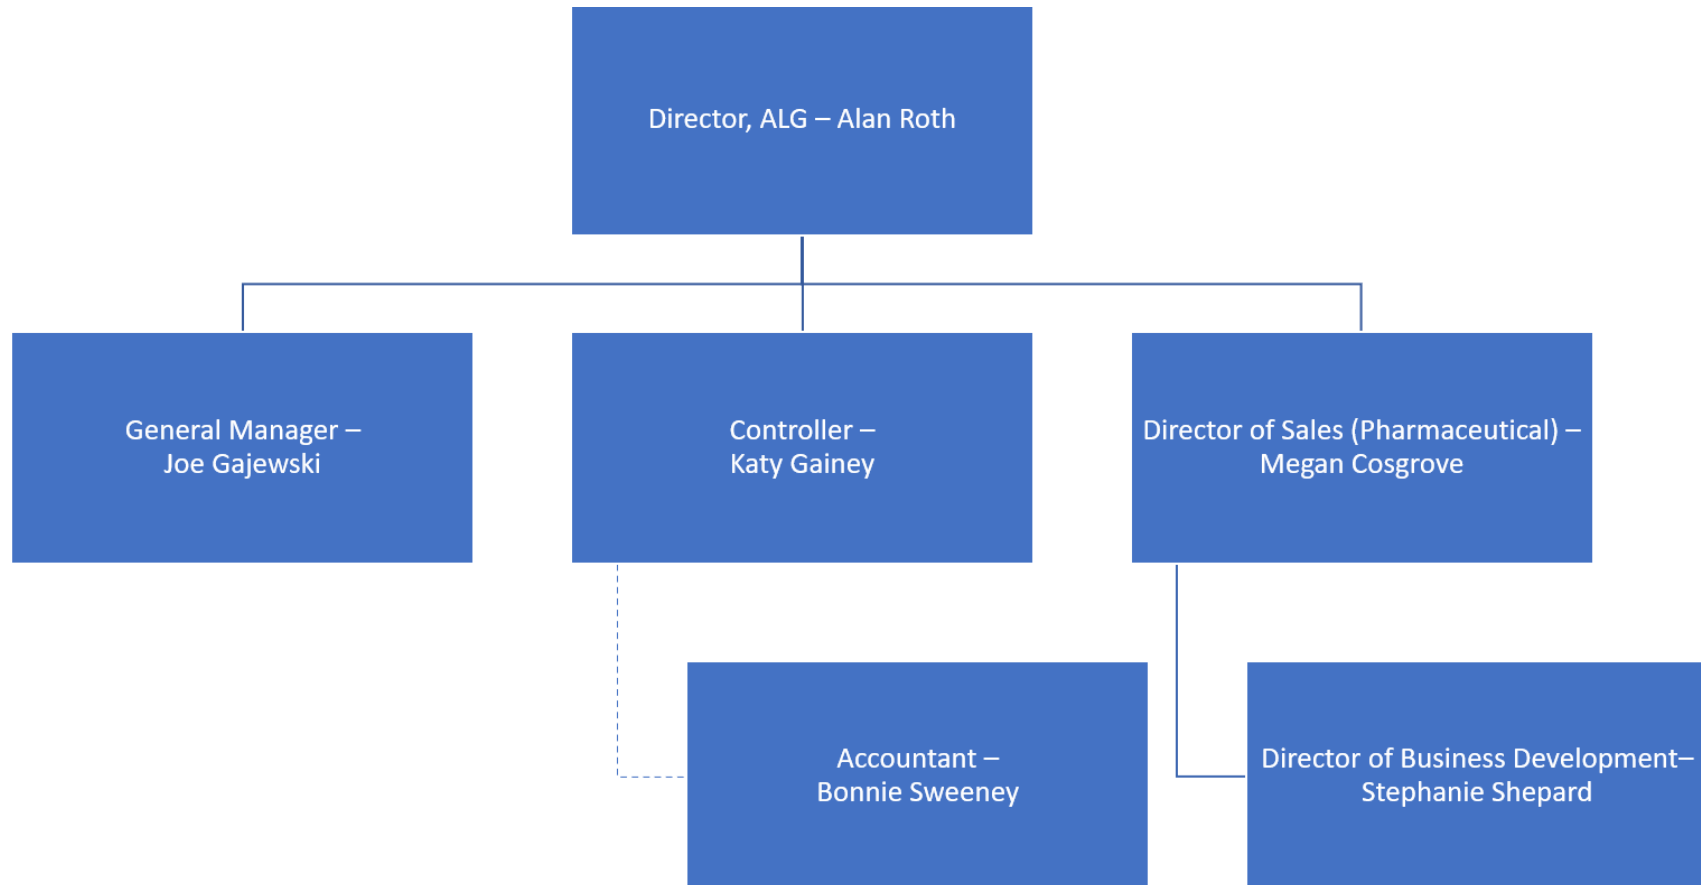 Director, ALG – Alan Roth
General Manager –
Joe Gajewski
Controller –
Katy Gainey
Director of Sales (Pharmaceutical) –
Megan Cosgrove
Accountant –
Bonnie Sweeney
Director of Business Development–
Stephanie Shepard